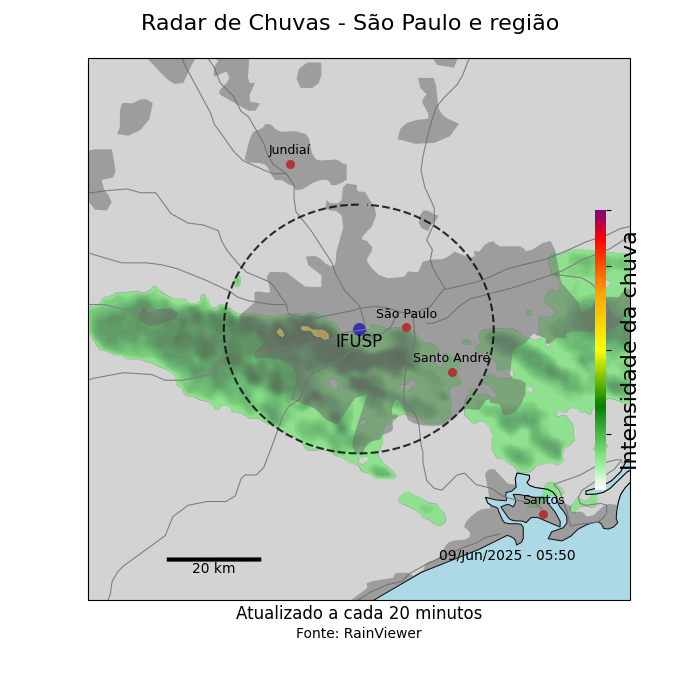 Radar de Chuvas - São Paulo e região
Jundiaí
São Paulo
IFUSP
Santo André
Intensidade da chuva
Santos
09/Jun/2025 - 05:50
20 km
Atualizado a cada 20 minutos
Fonte: RainViewer